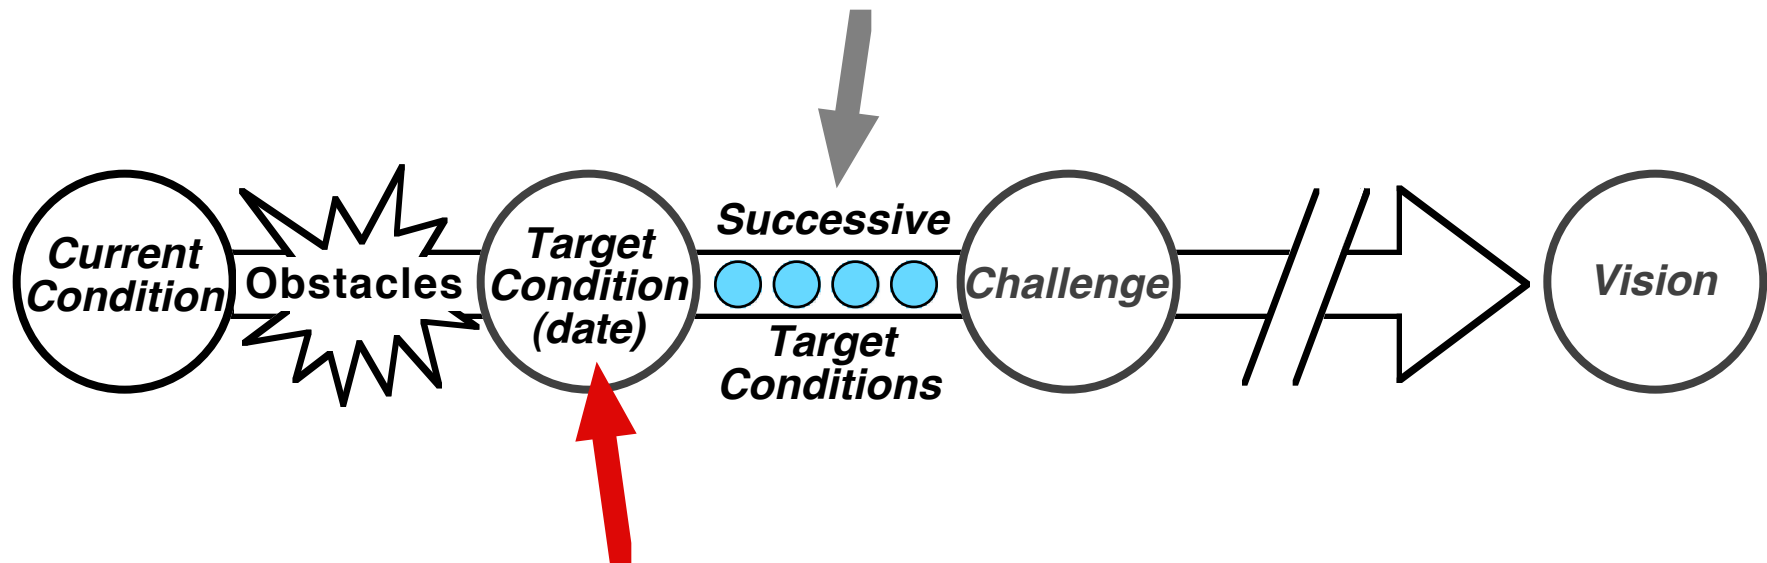 Current
Condition
Obstacles
Target
Condition
(date)
Successive
Target
Conditions
Challenge
Vision